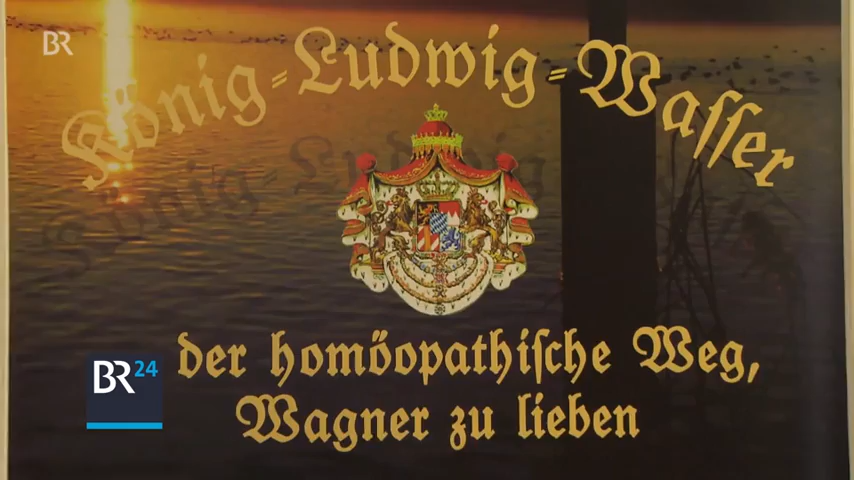 BR
König-Ludwig-Waſſer
der homöopathiſche Weg,
Wagner zu lieben
BR24